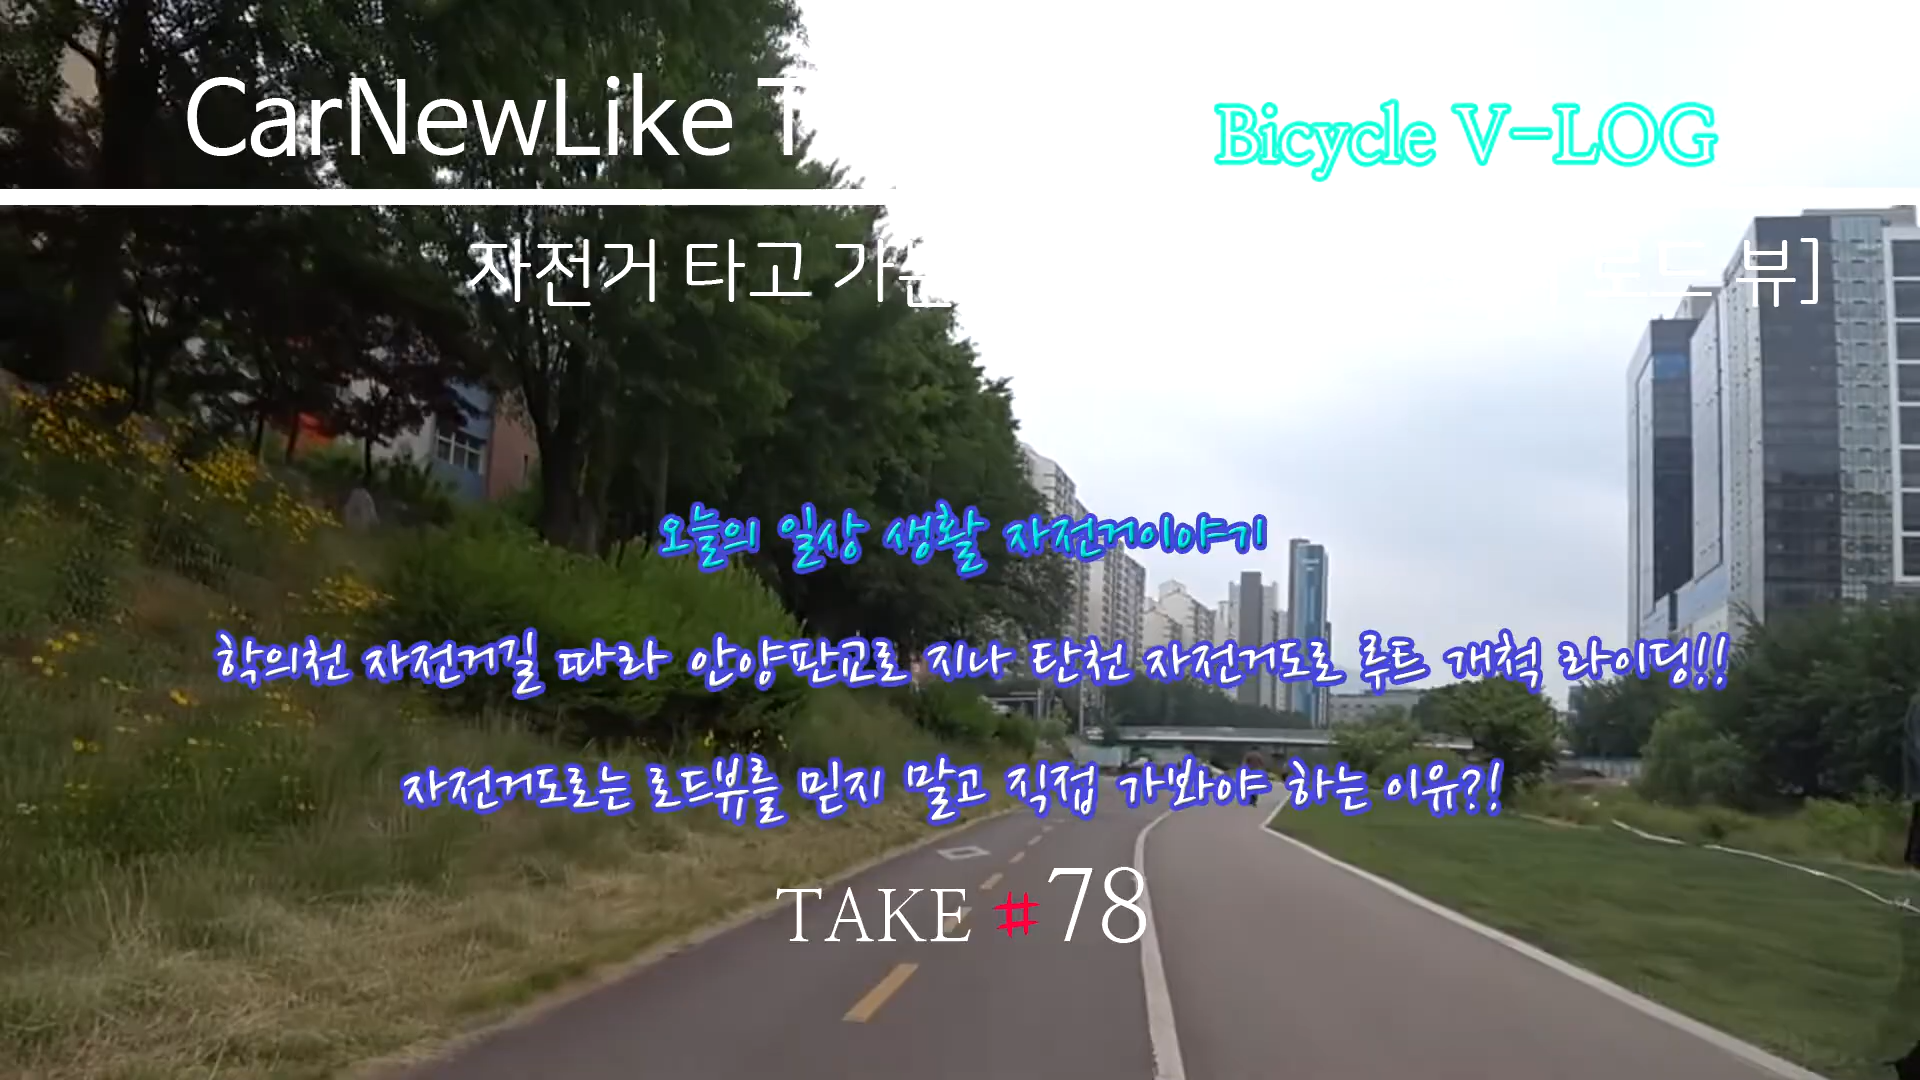 CarNewLike
Bicycle V-LOG
자전거 타고 로드 뷰]
오늘의 일상 생활 자전거이야기
학의천 자전거길 따라 안양판교로 지나 탄천 자전거도로 루트 개척 라이딩!!
자전거도로는 로드뷰를 믿지 말고 직접 가봐야 하는 이유?!
TAKE #78